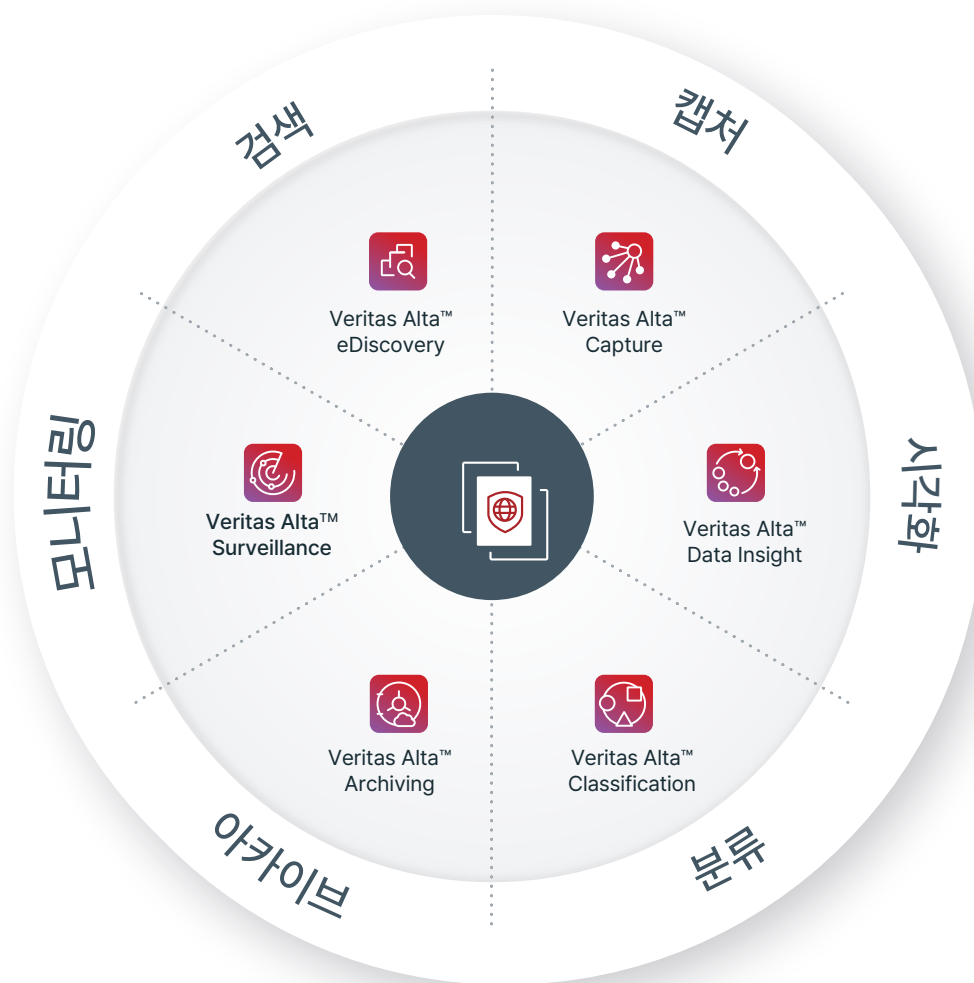 검색
캡처
Veritas Alta™
eDiscovery
Veritas Alta™
Capture
모니터링
시각화
Veritas Alta™
Surveillance
Veritas Alta™
Data Insight
Veritas Alta™
Archiving
Veritas Alta™
Classification
아카이브
분류